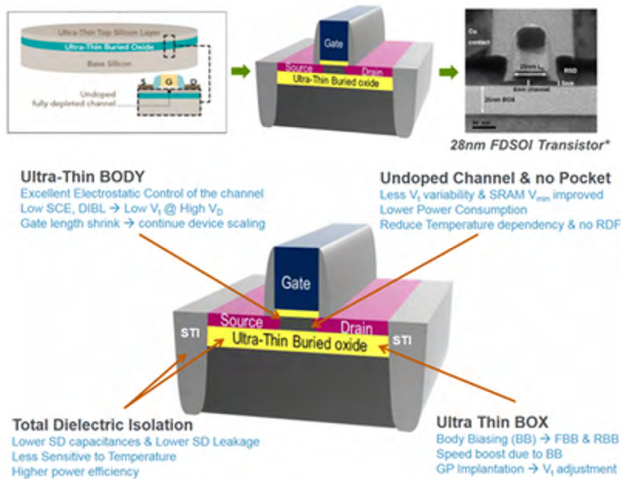 Ultra-Thin Top Silicon Layer
Ultra-Thin Buried Oxide
Base Silicon
S G D
Undoped
fully depleted channel
Gate
Source Drain
Ultra-Thin Buried oxide
Cu
contact
RSD
6nm channel
25nm BOX
28nm FDSOI Transistor*
Ultra-Thin BODY
Excellent Electrostatic Control of the channel
Low SCE, DIBL → Low Vt @ High VD
Gate length shrink → continue device scaling
Undoped Channel & no Pocket
Less Vt variability & SRAM Vmin improved
Lower Power Consumption
Reduce Temperature dependency & no RDF
Gate
STI Source Drain STI
Ultra-Thin Buried oxide
Total Dielectric Isolation
Lower SD capacitances & Lower SD Leakage
Less Sensitive to Temperature
Higher power efficiency
Ultra Thin BOX
Body Biasing (BB) → FBB & RBB
Speed boost due to BB
GP Implantation → Vt adjustment